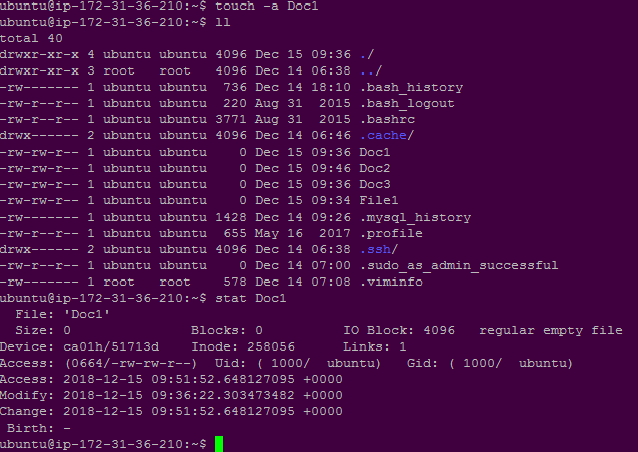 ubuntu@ip-172-31-36-210:~$ touch -a Doc1
ubuntu@ip-172-31-36-210:~$ ll
total 40
drwxr-xr-x 4 ubuntu ubuntu 4096 Dec 15 09:36 ./
drwxr-xr-x 3 root   root   4096 Dec 14 06:38 ../
-rw------- 1 ubuntu ubuntu  736 Dec 14 18:10 .bash_history
-rw-r--r-- 1 ubuntu ubuntu  220 Aug 31  2015 .bash_logout
-rw-r--r-- 1 ubuntu ubuntu 3771 Aug 31  2015 .bashrc
drwx------ 2 ubuntu ubuntu 4096 Dec 14 06:46 .cache/
-rw-rw-r-- 1 ubuntu ubuntu    0 Dec 15 09:36 Doc1
-rw-rw-r-- 1 ubuntu ubuntu    0 Dec 15 09:46 Doc2
-rw-rw-r-- 1 ubuntu ubuntu    0 Dec 15 09:36 Doc3
-rw-rw-r-- 1 ubuntu ubuntu    0 Dec 15 09:34 File1
-rw------- 1 ubuntu ubuntu 1428 Dec 14 09:26 .mysql_history
-rw-r--r-- 1 ubuntu ubuntu  655 May 16  2017 .profile
drwx------ 2 ubuntu ubuntu 4096 Dec 14 06:38 .ssh/
-rw-r--r-- 1 ubuntu ubuntu    0 Dec 14 07:00 .sudo_as_admin_successful
-rw------- 1 root   root    578 Dec 14 07:08 .viminfo
ubuntu@ip-172-31-36-210:~$ stat Doc1
  File: 'Doc1'
  Size: 0               Blocks: 0          IO Block: 4096   regular empty file
Device: ca01h/51713d    Inode: 258056      Links: 1
Access: (0664/-rw-rw-r--)  Uid: ( 1000/  ubuntu)   Gid: ( 1000/  ubuntu)
Access: 2018-12-15 09:51:52.648127095 +0000
Modify: 2018-12-15 09:36:22.303473482 +0000
Change: 2018-12-15 09:51:52.648127095 +0000
 Birth: -
ubuntu@ip-172-31-36-210:~$